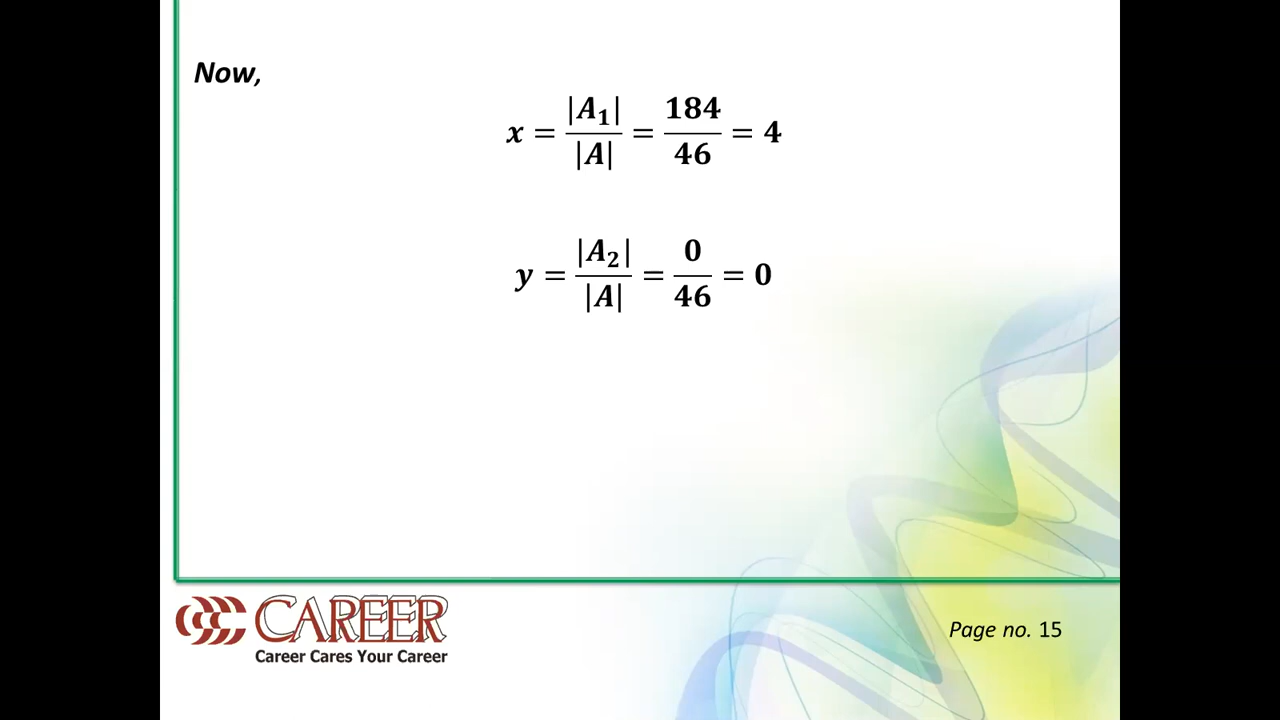 Now,
x = |A₁| / |A| = 184 / 46 = 4
y = |A₂| / |A| = 0 / 46 = 0
CAREER
Career Cares Your Career
Page no. 15